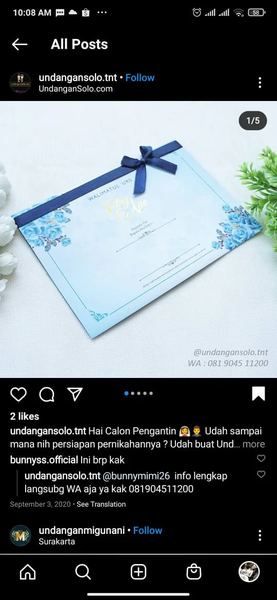 10:08 AM
58
All Posts
undangansolo.tnt • Follow
UndanganSolo.com
1/5
WALIMATUL URS
@undangansolo.tnt
WA : 081 9045 11200
2 likes
undangansolo.tnt Hai Calon Pengantin 👰🤵 Udah sampai
mana nih persiapan pernikahannya ? Udah buat Und... more
bunnyss.official Ini brp kak
undangansolo.tnt @bunnymimi26 info lengkap
langsubg WA aja ya kak 081904511200
September 3, 2020 • See Translation
undanganmigunani • Follow
Surakarta